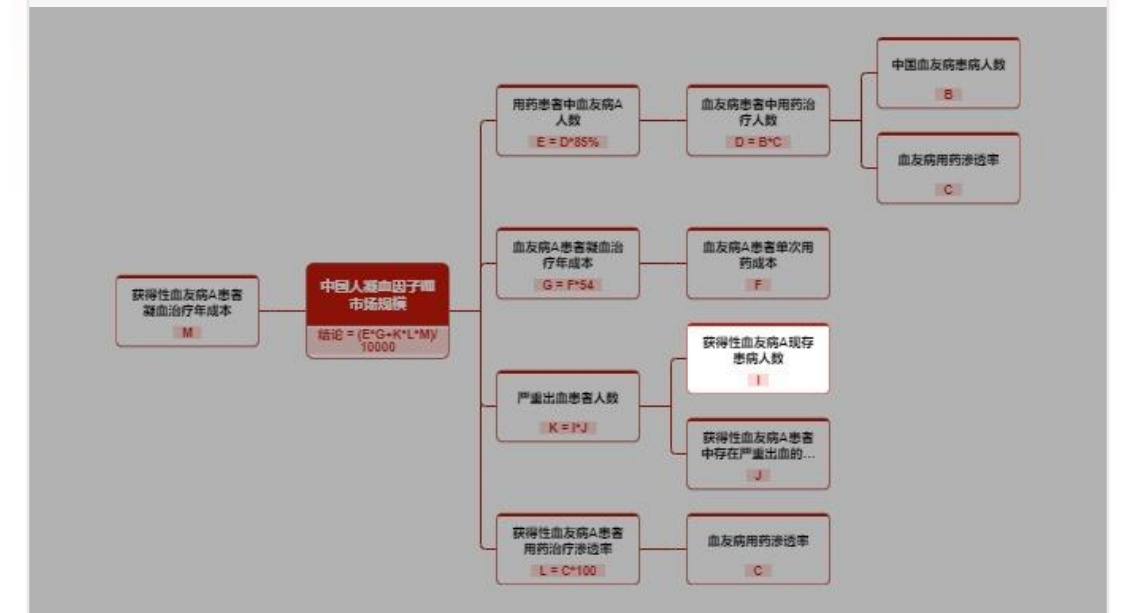 获得性血友病A患者
凝血治疗年成本
M
中国人凝血因子Ⅷ
市场规模
结论 = (E*G+K*L*M)/
10000
用药患者中血友病A
人数
E = D*85%
血友病患者中用药治
疗人数
D = B*C
中国血友病患病人数
B
血友病用药渗透率
C
血友病A患者凝血治
疗年成本
G = F*54
血友病A患者单次用
药成本
F
严重出血患者人数
K = I*J
获得性血友病A现存
患病人数
I
获得性血友病A患者
中存在严重出血的...
J
获得性血友病A患者
用药治疗渗透率
L = C*100
血友病用药渗透率
C